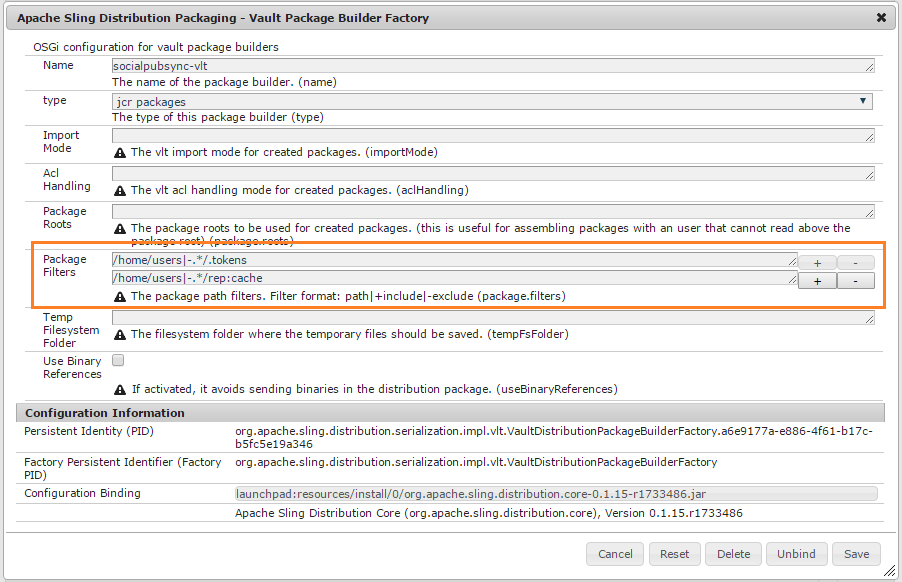 Apache Sling Distribution Packaging - Vault Package Builder Factory
OSGi configuration for vault package builders
Name
socialpubsync-vlt
The name of the package builder. (name)
type
jcr packages
The type of this package builder (type)
Import
Mode
The vlt import mode for created packages. (importMode)
Acl
Handling
The vlt acl handling mode for created packages. (aclHandling)
Package
Roots
The package roots to be used for created packages. (this is useful for assembling packages with an user that cannot read above the
package root) (package.roots)
Package
Filters
/home/users|-.*/.tokens
+ -
/home/users|-.*/rep:cache
+ -
The package path filters. Filter format: path|+include|-exclude (package.filters)
Temp
Filesystem
Folder
The filesystem folder where the temporary files should be saved. (tempFsFolder)
Use Binary
References
If activated, it avoids sending binaries in the distribution package. (useBinaryReferences)
Configuration Information
Persistent Identity (PID)
org.apache.sling.distribution.serialization.impl.vlt.VaultDistributionPackageBuilderFactory.a6e9177a-e886-4f61-b17c-
b5fc5e19a346
Factory Persistent Identifier (Factory
PID)
org.apache.sling.distribution.serialization.impl.vlt.VaultDistributionPackageBuilderFactory
Configuration Binding
launchpad:resources/install/0/org.apache.sling.distribution.core-0.1.15-r1733486.jar
Apache Sling Distribution Core (org.apache.sling.distribution.core), Version 0.1.15.r1733486
Cancel Reset Delete Unbind Save